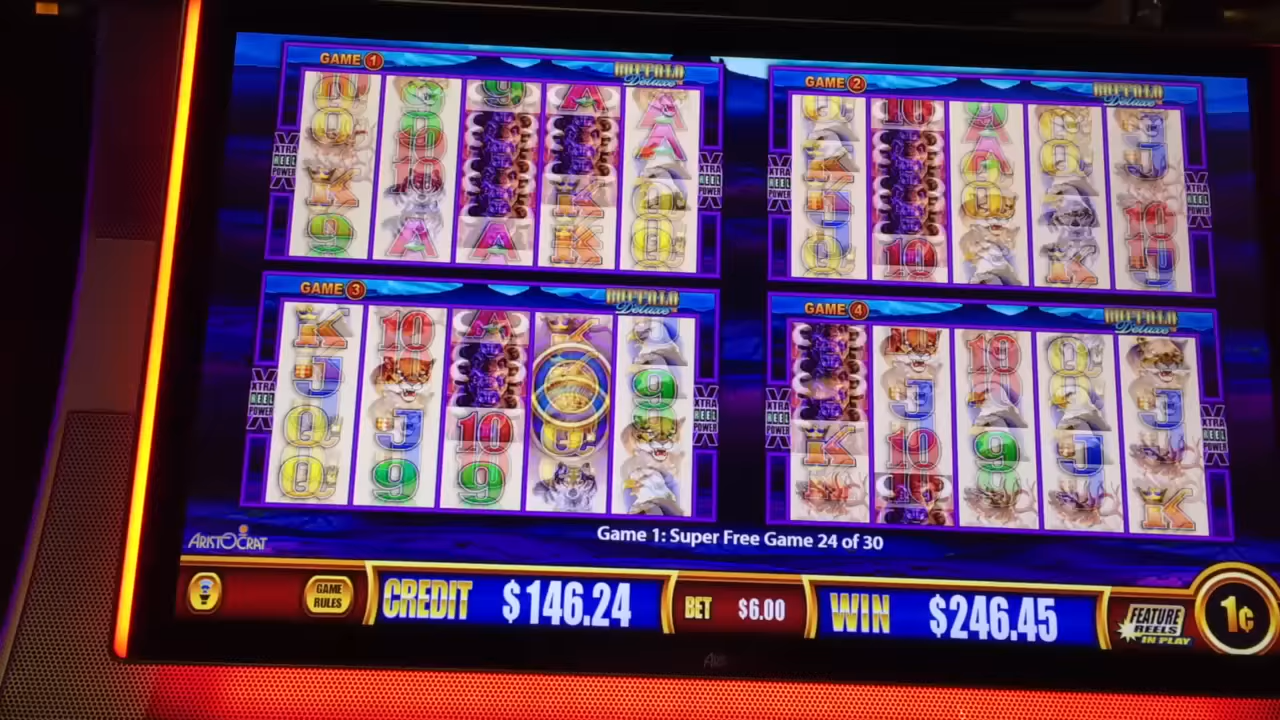 GAME 1
BUFFALO
Deluxe
GAME 2
BUFFALO
Deluxe
XTRA
REEL
POWER
XTRA
REEL
POWER
XTRA
REEL
POWER
XTRA
REEL
POWER
GAME 3
BUFFALO
Deluxe
GAME 4
BUFFALO
Deluxe
XTRA
REEL
POWER
XTRA
REEL
POWER
XTRA
REEL
POWER
XTRA
REEL
POWER
Game 1: Super Free Game 24 of 30
ARISTOCRAT
GAME
RULES
CREDIT $146.24
BET $6.00
WIN $246.45
FEATURE
REELS
IN PLAY
1¢